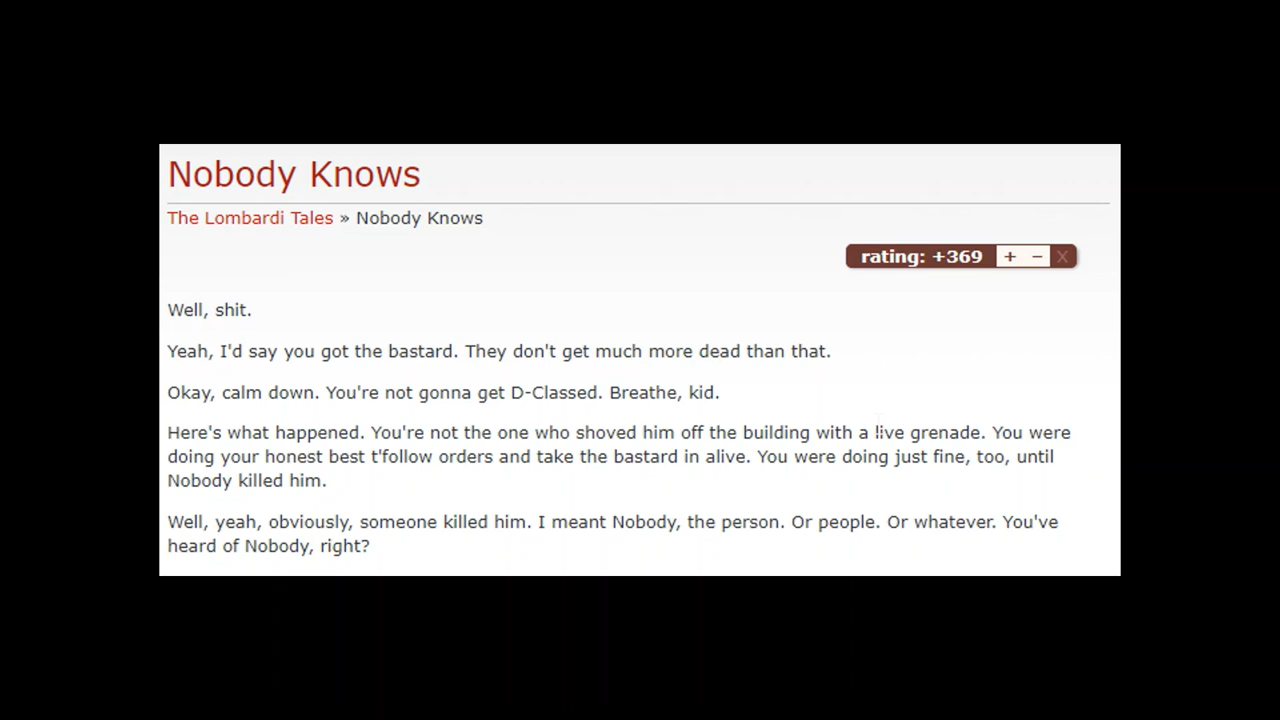 Nobody Knows
The Lombardi Tales » Nobody Knows
rating: +369 + − X
Well, shit.
Yeah, I'd say you got the bastard. They don't get much more dead than that.
Okay, calm down. You're not gonna get D-Classed. Breathe, kid.
Here's what happened. You're not the one who shoved him off the building with a live grenade. You were
doing your honest best t'follow orders and take the bastard in alive. You were doing just fine, too, until
Nobody killed him.
Well, yeah, obviously, someone killed him. I meant Nobody, the person. Or people. Or whatever. You've
heard of Nobody, right?